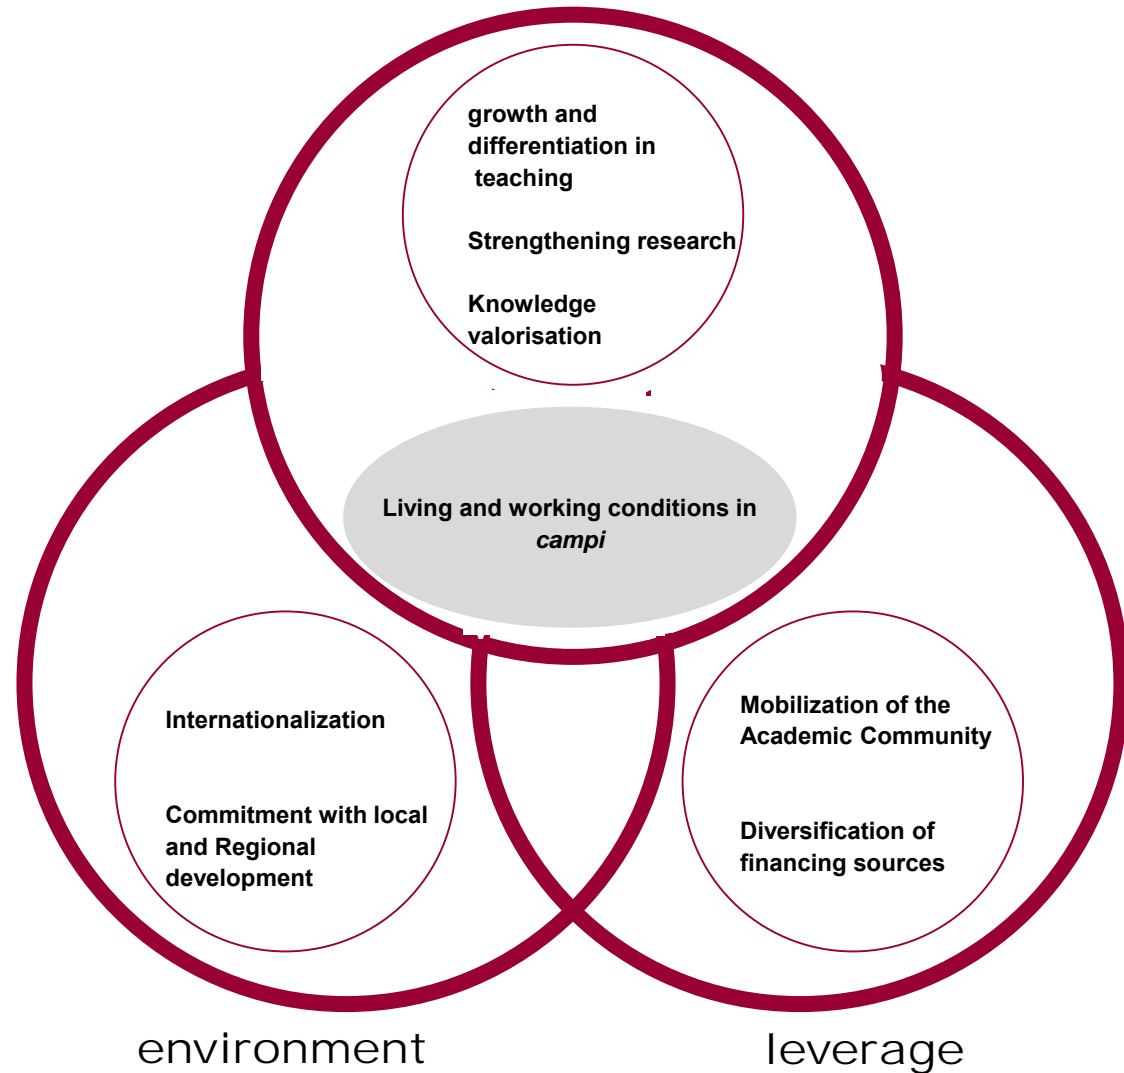 growth and
differentiation in
teaching
Strengthening research
Knowledge
valorisation
Living and working conditions in
campi
Internationalization
Commitment with local
and Regional
development
Mobilization of the
Academic Community
Diversification of
financing sources
environment
leverage